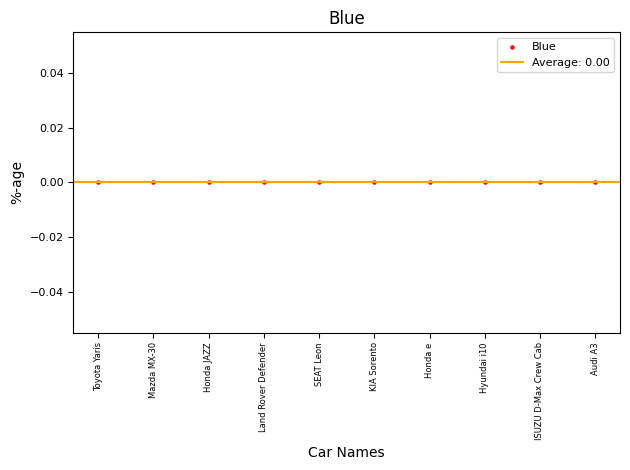 Blue
Blue
Average: 0.00
%-age
0.04
0.02
0.00
−0.02
−0.04
Toyota Yaris
Mazda MX-30
Honda JAZZ
Land Rover Defender
SEAT Leon
KIA Sorento
Honda e
Hyundai i10
ISUZU D-Max Crew Cab
Audi A3
Car Names